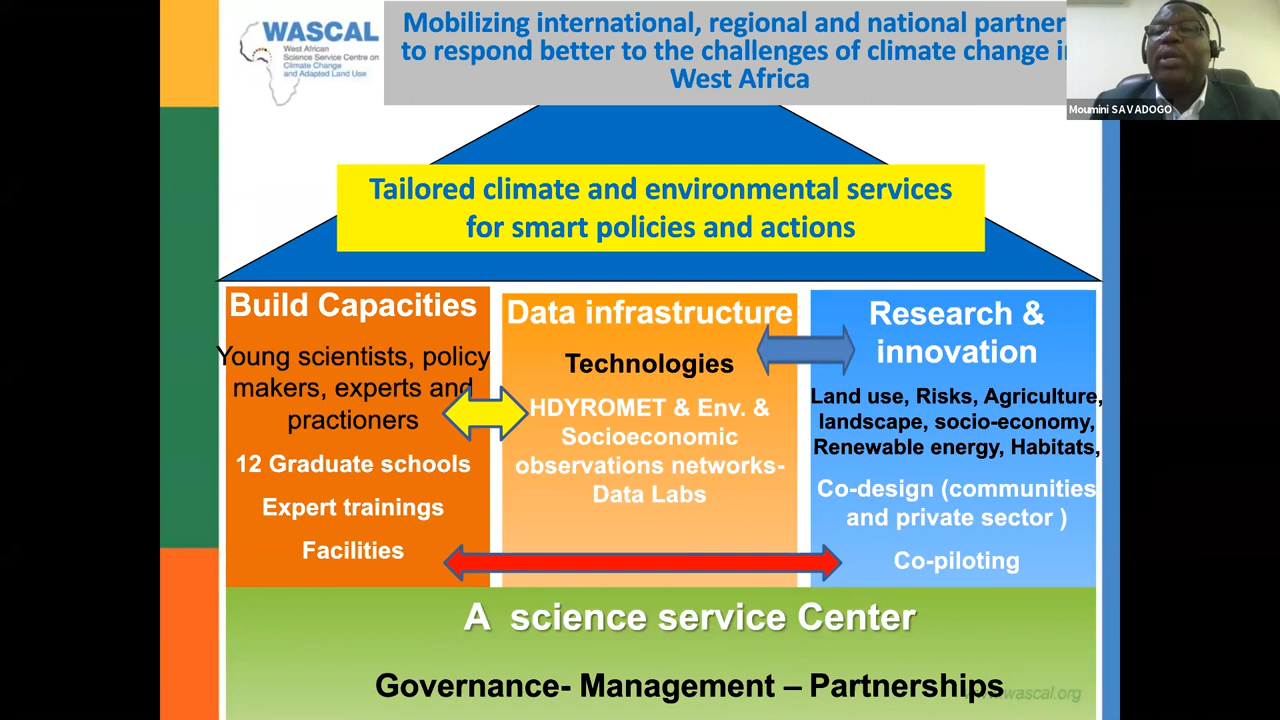 WASCAL
West African
Science Service Centre on
Climate Change
and Adapted Land Use
Mobilizing international, regional and national partner
to respond better to the challenges of climate change i
West Africa
Moumini SAVADOGO
Tailored climate and environmental services
for smart policies and actions
Build Capacities
Young scientists, policy
makers, experts and
practioners
12 Graduate schools
Expert trainings
Facilities
Data infrastructure
Technologies
HDYROMET & Env. &
Socioeconomic
observations networks-
Data Labs
Research &
innovation
Land use, Risks, Agriculture,
landscape, socio-economy,
Renewable energy, Habitats,
Co-design (communities
and private sector )
Co-piloting
A science service Center
Governance- Management – Partnerships
wascal.org